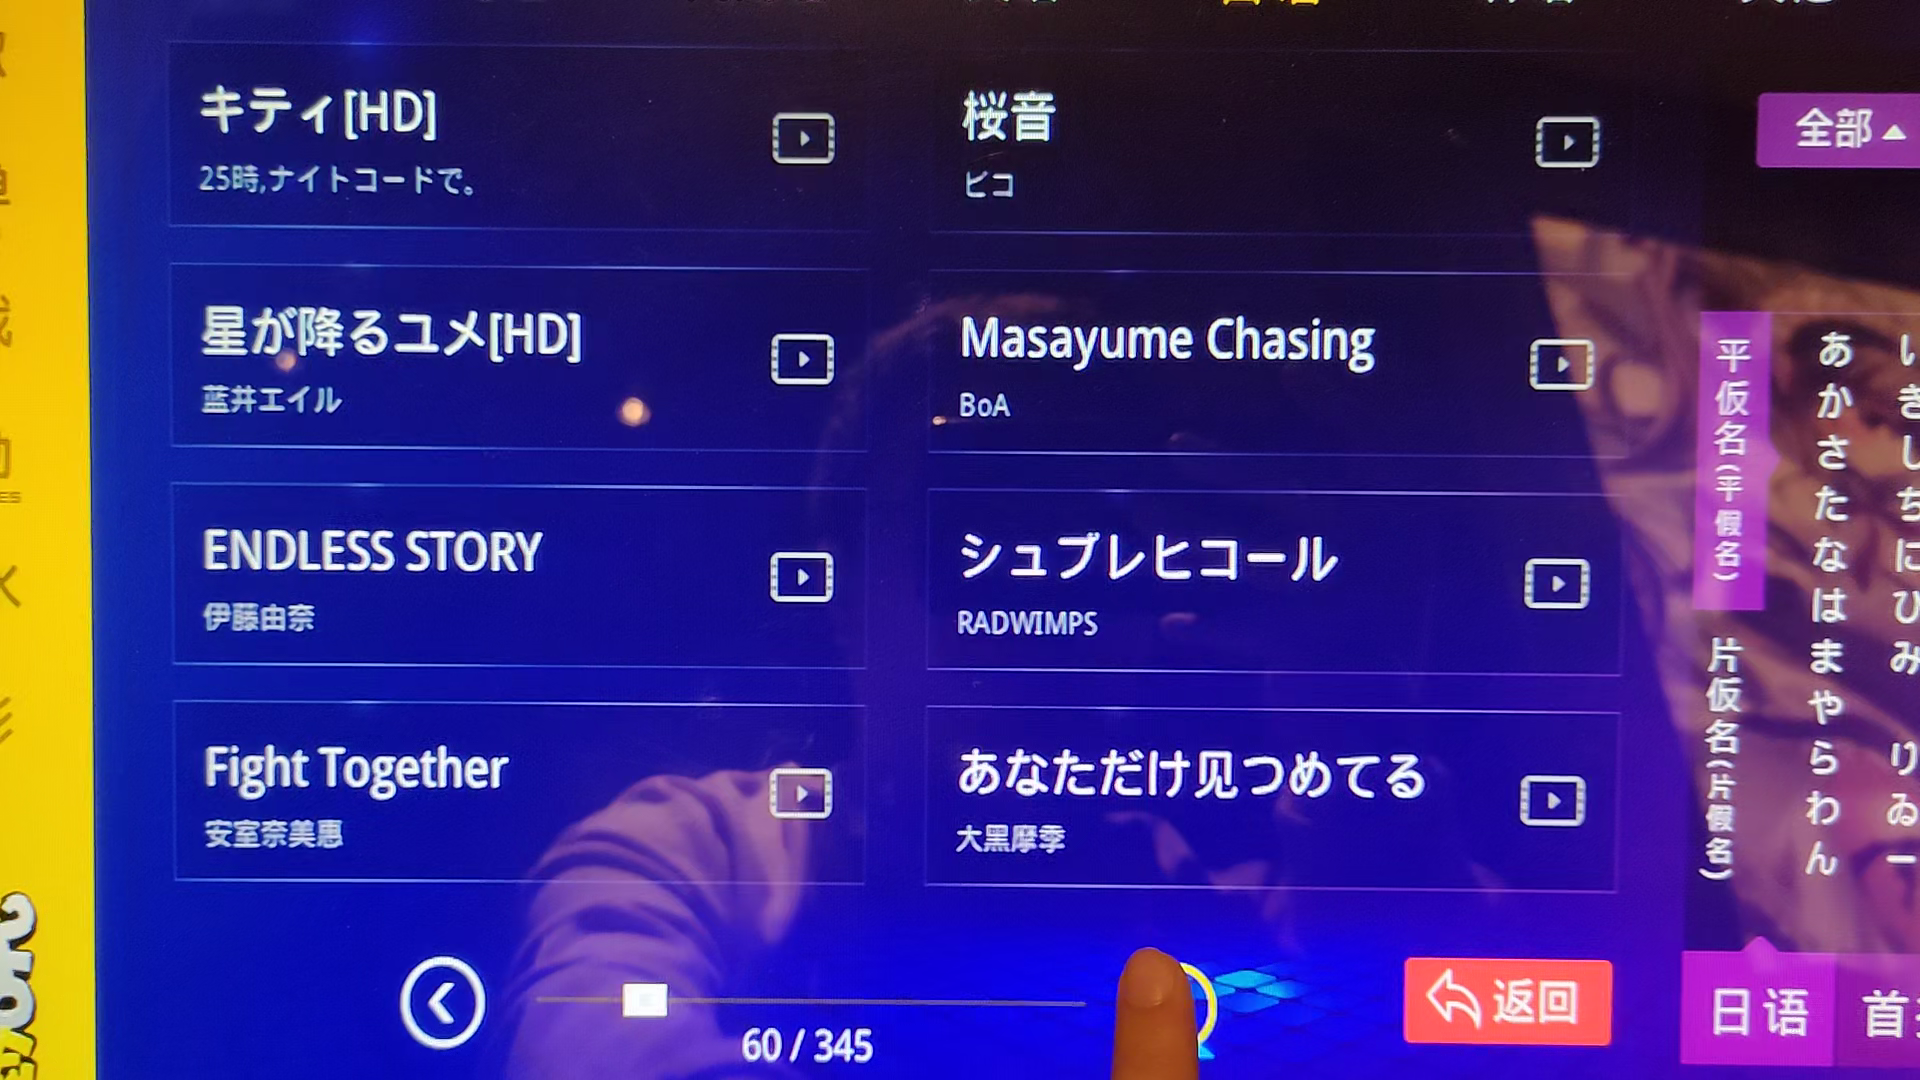 キティ[HD]
25時,ナイトコードで。
桜音
ピコ
星が降るユメ[HD]
蓝井エイル
Masayume Chasing
BoA
ENDLESS STORY
伊藤由奈
シュプレヒコール
RADWIMPS
Fight Together
安室奈美惠
あなただけ见つめてる
大黑摩季
60 / 345
返回
全部
平仮名(平假名)
片仮名(片假名)
あかさたなはまやらわん
日语